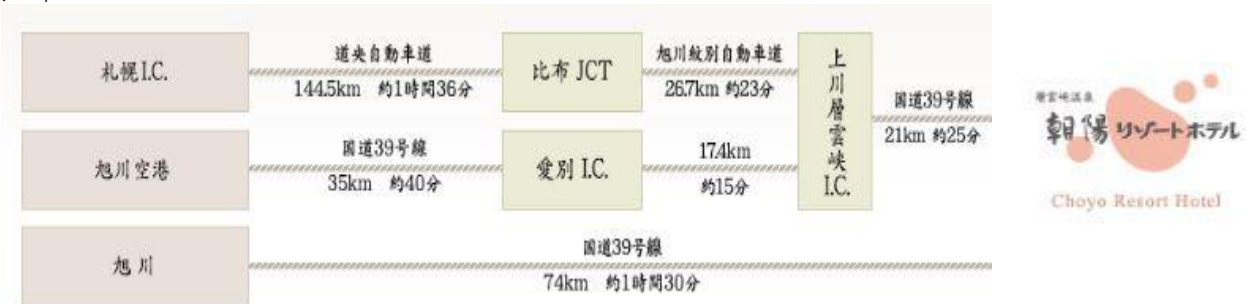 札幌I.C.
道央自動車道
144.5km 約1時間36分
比布 JCT
旭川紋別自動車道
26.7km 約23分
上川層雲峡I.C.
国道39号線
21km 約25分
層雲峡温泉
朝陽リゾートホテル
Choyo Resort Hotel
旭川空港
国道39号線
35km 約40分
愛別 I.C.
17.4km
約15分
旭川
国道39号線
74km 約1時間30分